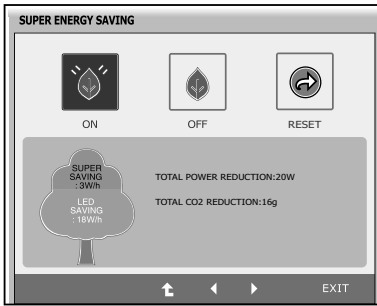 SUPER ENERGY SAVING
ON
OFF
RESET
SUPER
SAVING
: 3W/h
LED
SAVING
: 18W/h
TOTAL POWER REDUCTION:20W
TOTAL CO2 REDUCTION:16g
EXIT